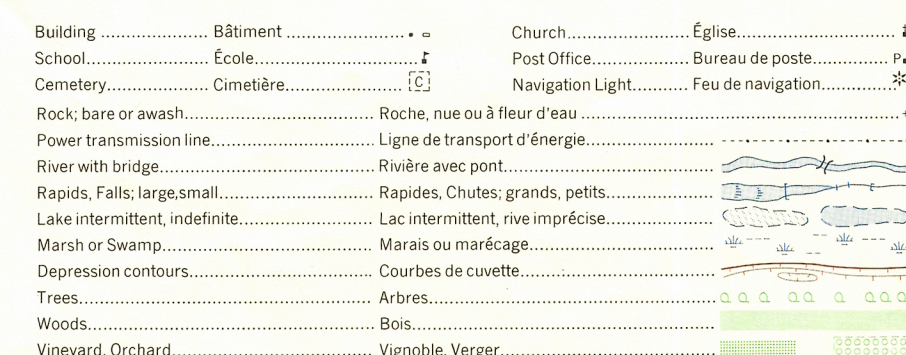 Building ..................... Bâtiment ........................ Church...................... Église...............................
School........................ École.............................. Post Office................. Bureau de poste............. P
Cemetery.................... Cimetière........................ C Navigation Light........... Feu de navigation.............
Rock; bare or awash.......................................... Roche, nue ou à fleur d'eau ..........................................................
Power transmission line..................................... Ligne de transport d'énergie.............................
River with bridge............................................... Rivière avec pont................................................
Rapids, Falls; large,small................................... Rapides, Chutes; grands, petits........................
Lake intermittent, indefinite.............................. Lac intermittent, rive imprécise........................
Marsh or Swamp............................................... Marais ou marécage..........................................
Depression contours......................................... Courbes de cuvette............................................
Trees................................................................ Arbres................................................................
Woods.............................................................. Bois....................................................................
Vineyard, Orchard............................................. Vignoble, Verger.................................................